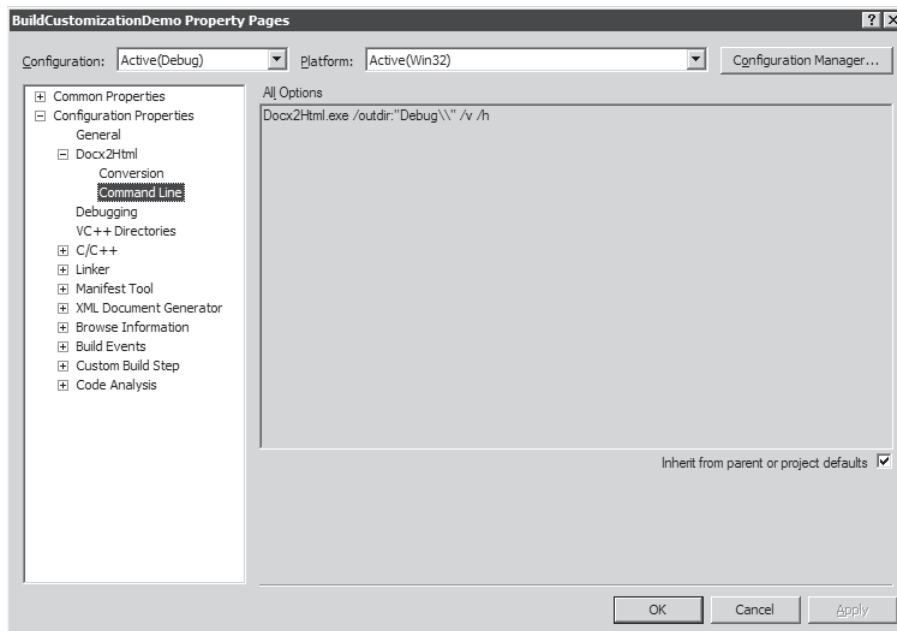 BuildCustomizationDemo Property Pages
Configuration: Active(Debug) Platform: Active(Win32) Configuration Manager...
Common Properties
Configuration Properties
General
Docx2Html
Conversion
Command Line
Debugging
VC++ Directories
C/C++
Linker
Manifest Tool
XML Document Generator
Browse Information
Build Events
Custom Build Step
Code Analysis
All Options
Docx2Html.exe /outdir:"Debug\\" /v /h
Inherit from parent or project defaults
OK Cancel Apply